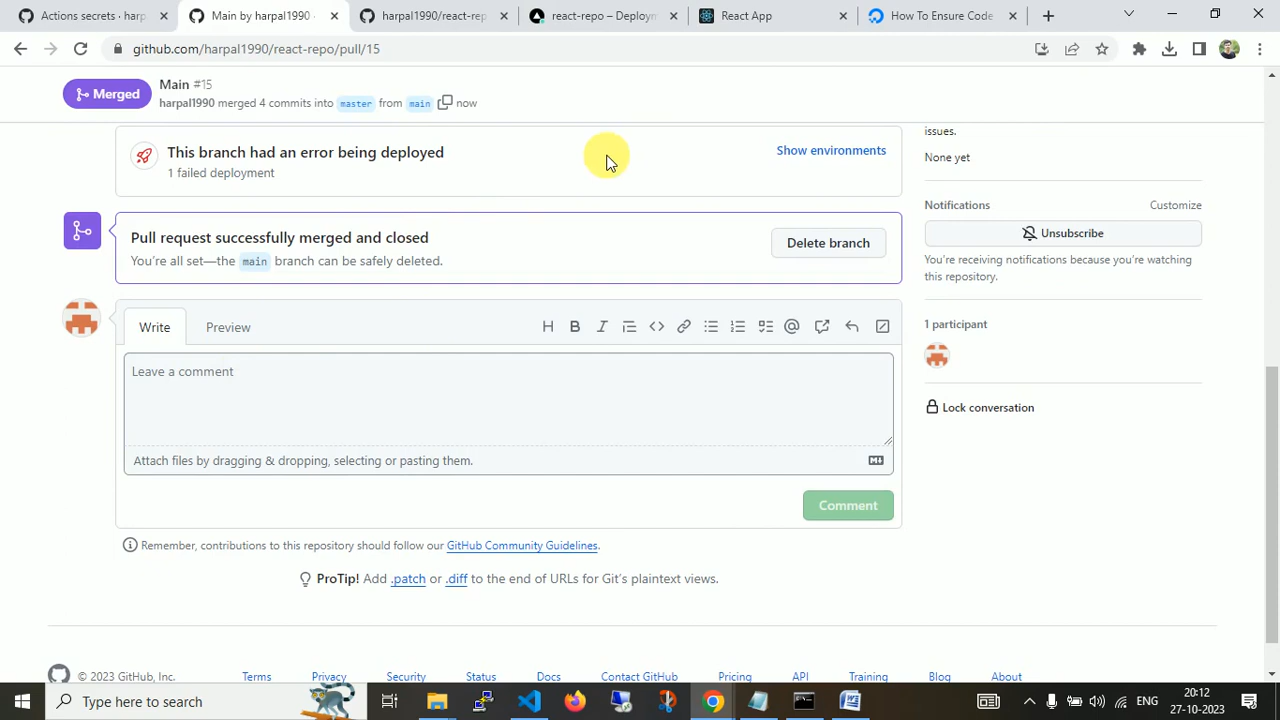 Actions secrets · harp
Main by harpal1990 ·
harpal1990/react-rep
react-repo – Deploym
React App
How To Ensure Code
github.com/harpal1990/react-repo/pull/15
Merged
Main #15
harpal1990 merged 4 commits into master from main now
This branch had an error being deployed
1 failed deployment
Show environments
Pull request successfully merged and closed
You're all set—the main branch can be safely deleted.
Delete branch
issues.
None yet
Notifications
Customize
Unsubscribe
You're receiving notifications because you're watching
this repository.
1 participant
Lock conversation
Write
Preview
Leave a comment
Attach files by dragging & dropping, selecting or pasting them.
Comment
Remember, contributions to this repository should follow our GitHub Community Guidelines.
ProTip! Add .patch or .diff to the end of URLs for Git's plaintext views.
© 2023 GitHub, Inc.
Terms
Privacy
Security
Status
Docs
Contact GitHub
Pricing
API
Training
Blog
About
Type here to search
ENG
20:12
27-10-2023